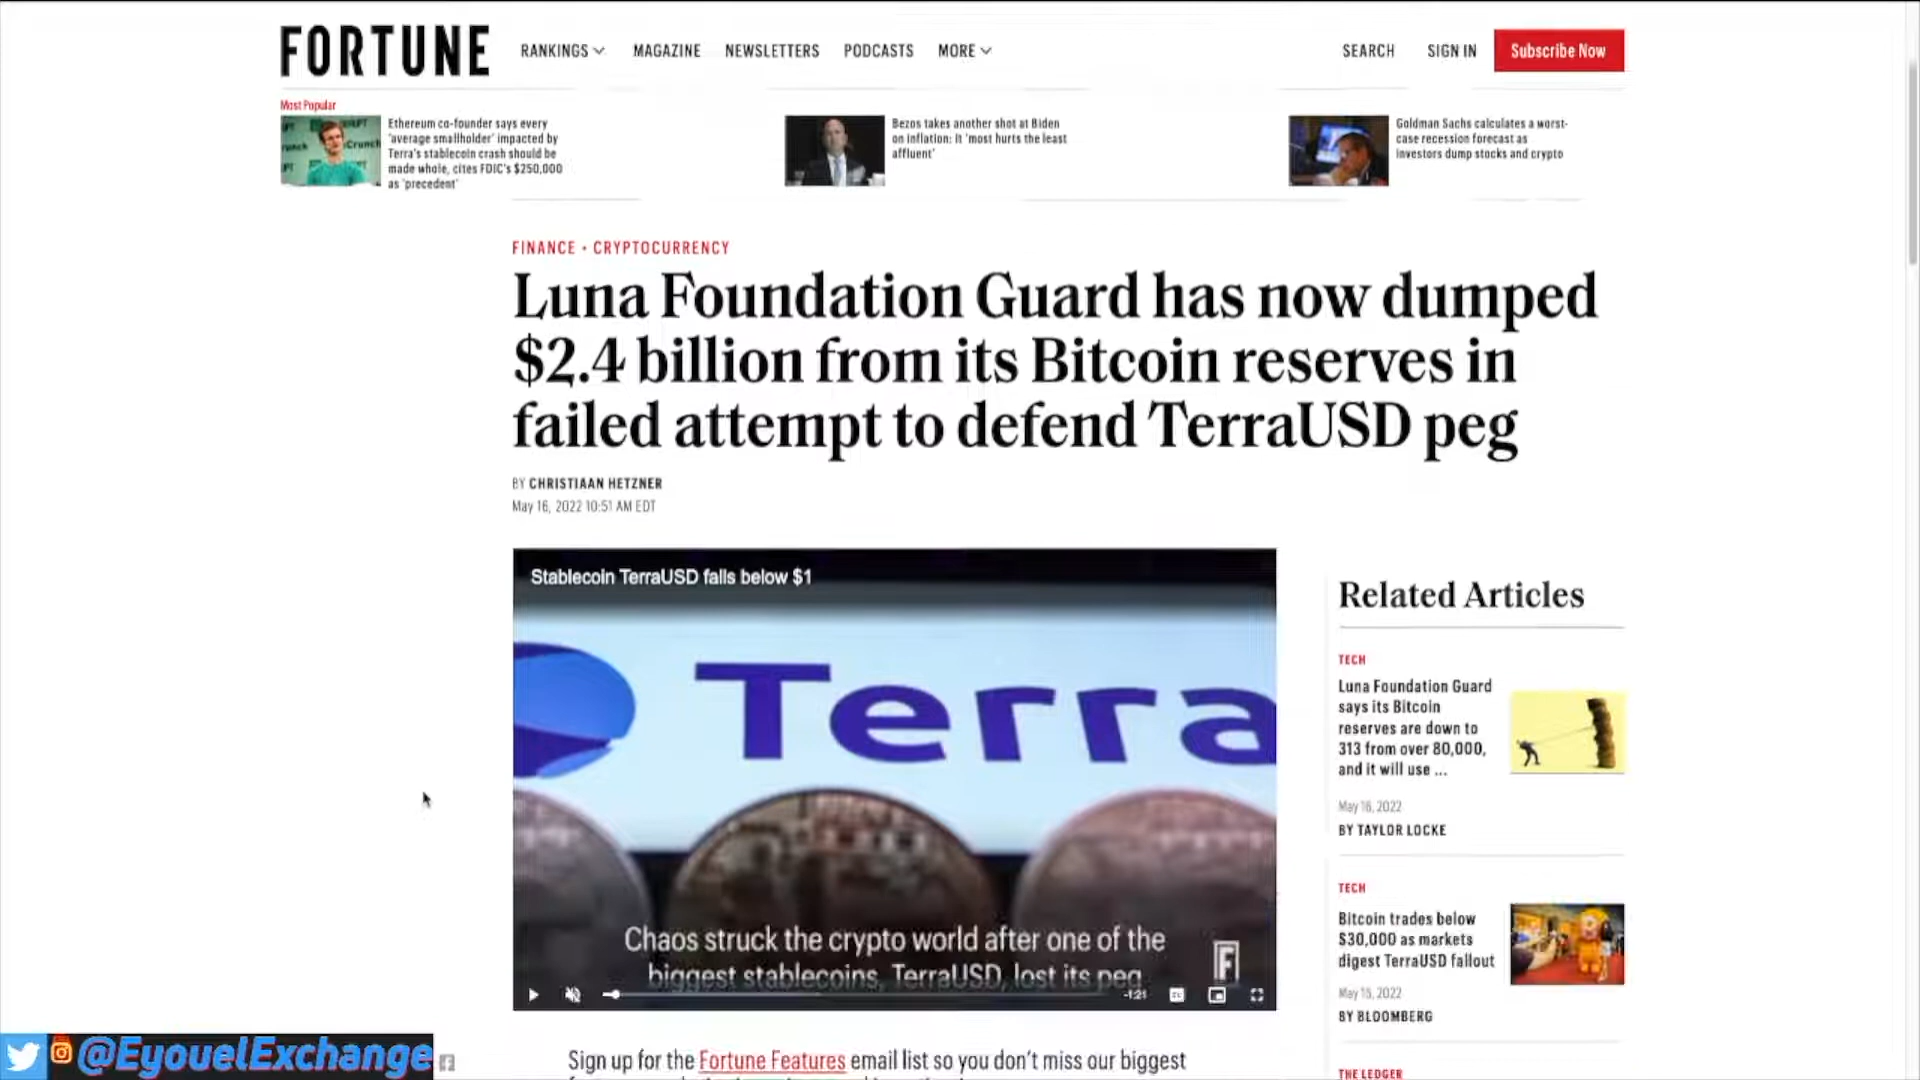 FORTUNE
RANKINGS
MAGAZINE
NEWSLETTERS
PODCASTS
MORE
SEARCH
SIGN IN
Subscribe Now
Most Popular
Ethereum co-founder says every
'average smallholder' impacted by
Terra's stablecoin crash should be
made whole, cites FDIC's $250,000
as 'precedent'
Bezos takes another shot at Biden
on inflation: It 'most hurts the least
affluent'
Goldman Sachs calculates a worst-
case recession forecast as
investors dump stocks and crypto
FINANCE • CRYPTOCURRENCY
Luna Foundation Guard has now dumped
$2.4 billion from its Bitcoin reserves in
failed attempt to defend TerraUSD peg
BY CHRISTIAAN HETZNER
May 16, 2022 10:51 AM EDT
Stablecoin TerraUSD falls below $1
Terra
Chaos struck the crypto world after one of the
biggest stablecoins, TerraUSD, lost its peg
F
-1:21
Sign up for the Fortune Features email list so you don't miss our biggest
Related Articles
TECH
Luna Foundation Guard
says its Bitcoin
reserves are down to
313 from over 80,000,
and it will use ...
May 16, 2022
BY TAYLOR LOCKE
TECH
Bitcoin trades below
$30,000 as markets
digest TerraUSD fallout
May 15, 2022
BY BLOOMBERG
THE LEDGER
@EyouelExchange